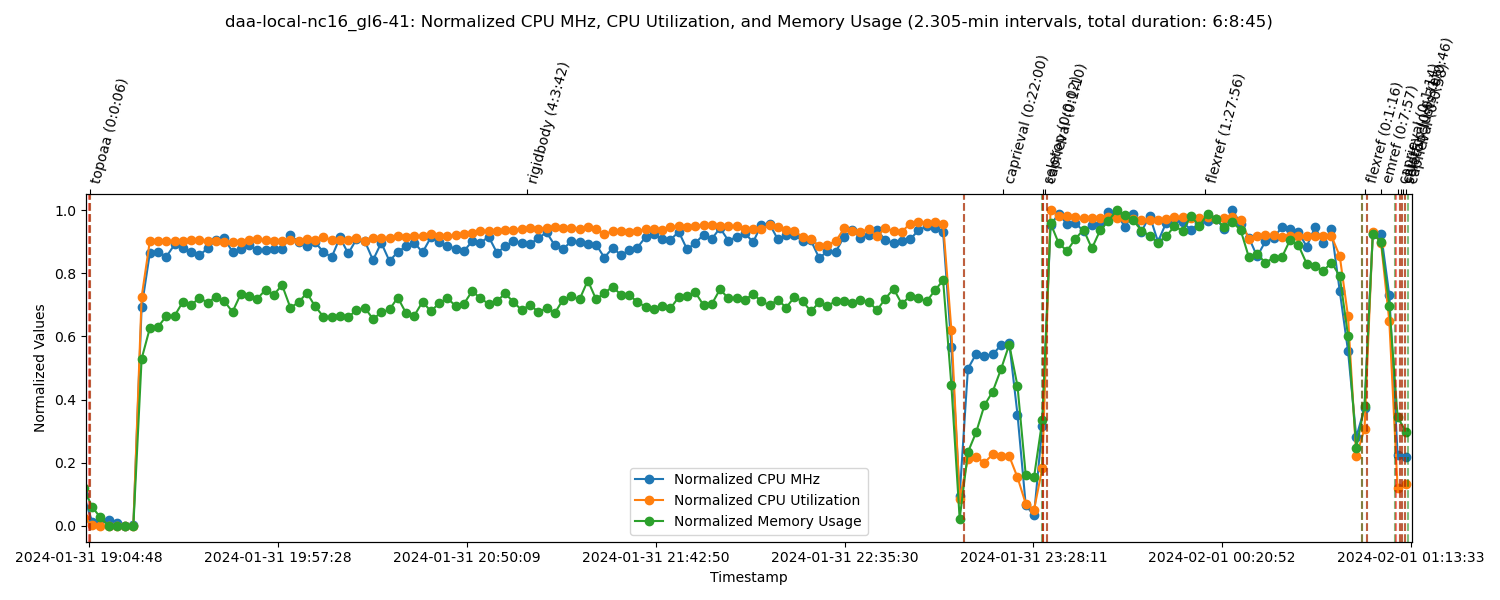 daa-local-nc16_gl6-41: Normalized CPU MHz, CPU Utilization, and Memory Usage (2.305-min intervals, total duration: 6:8:45)
topoaa (0:0:06)
rigidbody (4:3:42)
caprieval (0:22:00)
caprieval (0:1:10)
flexref (1:27:56)
flexref (0:1:16)
emref (0:7:57)
Normalized Values
1.0
0.8
0.6
0.4
0.2
0.0
Normalized CPU MHz
Normalized CPU Utilization
Normalized Memory Usage
2024-01-31 19:04:48
2024-01-31 19:57:28
2024-01-31 20:50:09
2024-01-31 21:42:50
2024-01-31 22:35:30
2024-01-31 23:28:11
2024-02-01 00:20:52
2024-02-01 01:13:33
Timestamp